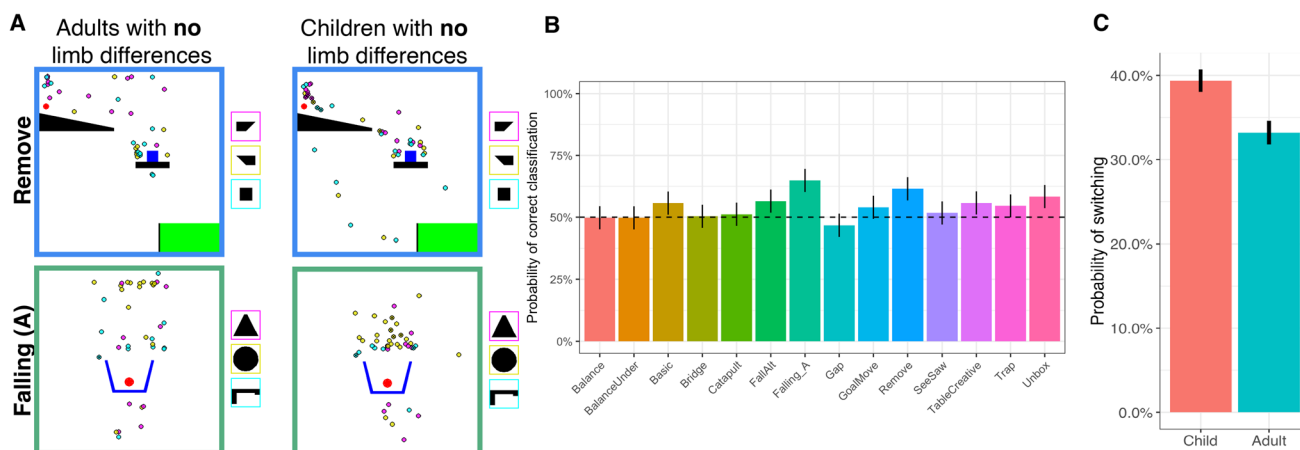 A
Adults with no
limb differences
Children with no
limb differences
Remove
Falling (A)
B
Probability of correct classification
100%
75%
50%
25%
0%
Balance
BalanceUnder
Basic
Bridge
Catapult
FallAlt
Falling_A
Gap
GoalMove
Remove
SeeSaw
TableCreative
Trap
Unbox
C
Probability of switching
40.0%
30.0%
20.0%
10.0%
0.0%
Child
Adult